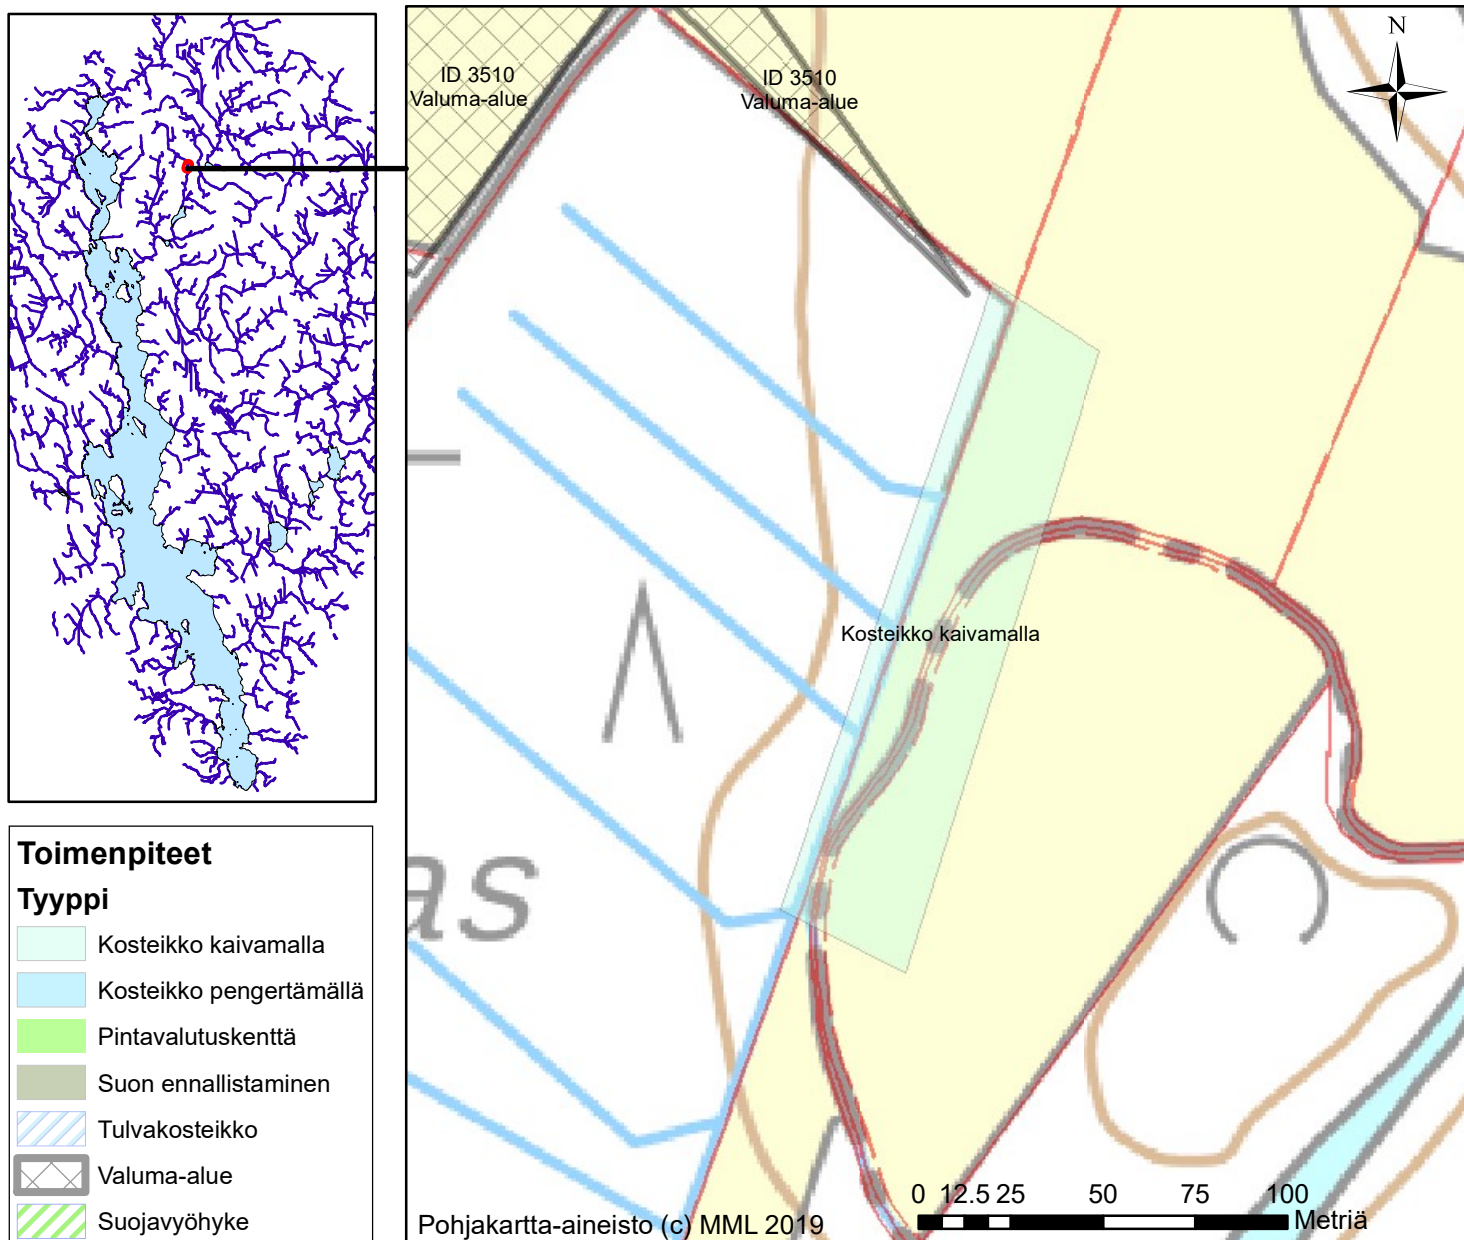 ID 3510
Valuma-alue
ID 3510
Valuma-alue
N
Kosteikko kaivamalla
as
Toimenpiteet
Tyyppi
Kosteikko kaivamalla
Kosteikko pengertämällä
Pintavalutuskenttä
Suon ennallistaminen
Tulvakosteikko
Valuma-alue
Suojavyöhyke
0 12.5 25 50 75 100
Metriä
Pohjakartta-aineisto (c) MML 2019